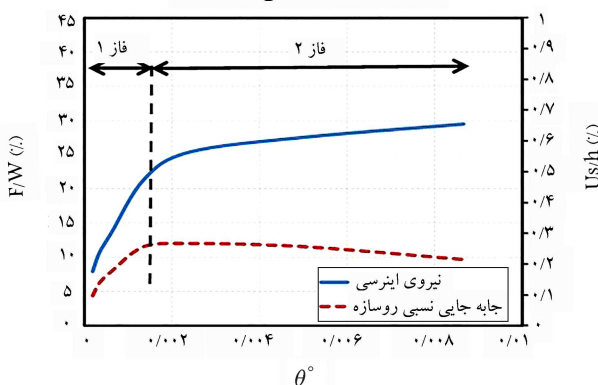 فاز ۱
فاز ۲
F/W (٪)
۴۵
۴۰
۳۵
۳۰
۲۵
۲۰
۱۵
۱۰
۵
۰
Us/h (٪)
۱
۰/۹
۰/۸
۰/۷
۰/۶
۰/۵
۰/۴
۰/۳
۰/۲
۰/۱
۰
نیروی اینرسی
جابه جایی نسبی روسازه
۰ ۰/۰۰۲ ۰/۰۰۴ ۰/۰۰۶ ۰/۰۰۸ ۰/۰۱
θ°